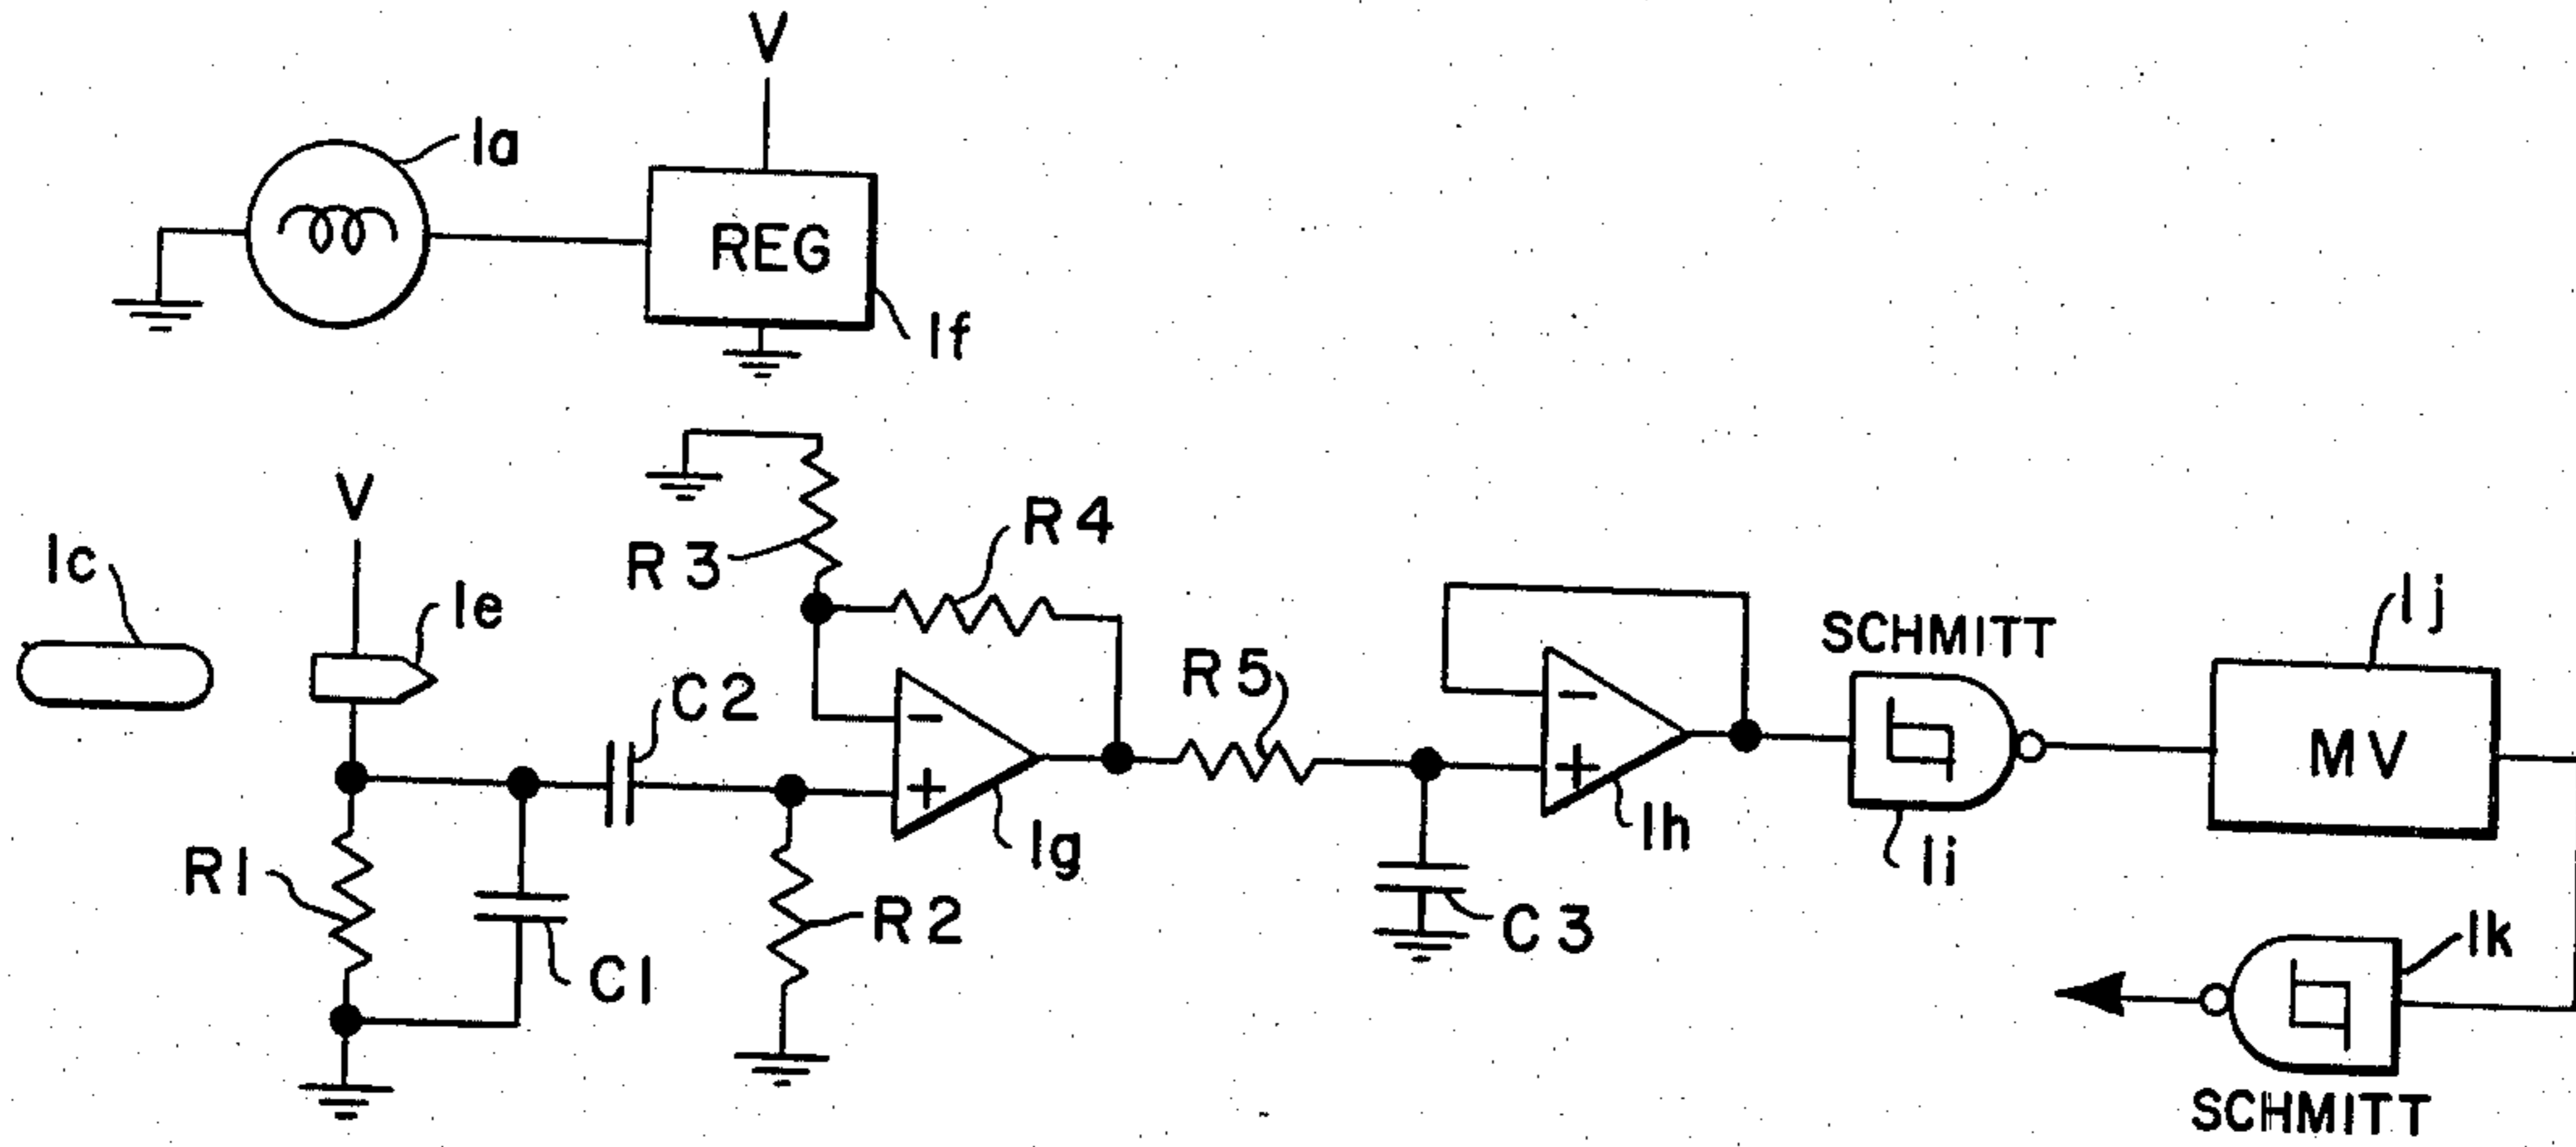 V
1a
REG
1f
V
R3
R4
1c
1e
C2
R5
SCHMITT
1j
-
+
-
+
MV
R1
1g
1h
1i
C1
R2
C3
1k
SCHMITT